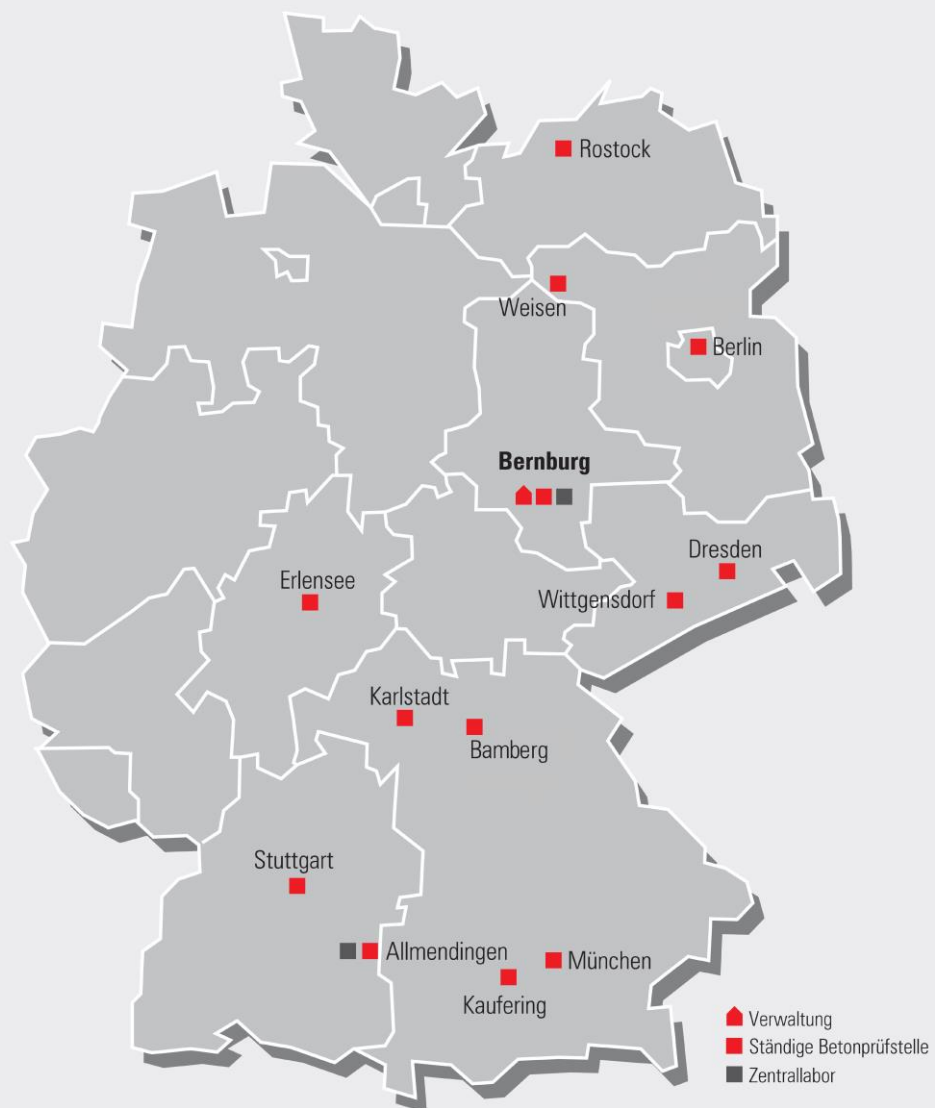 Rostock
Weisen
Berlin
Bernburg
Dresden
Erlensee
Wittgensdorf
Karlstadt
Bamberg
Stuttgart
Allmendingen
München
Kaufering
Verwaltung
Ständige Betonprüfstelle
Zentrallabor